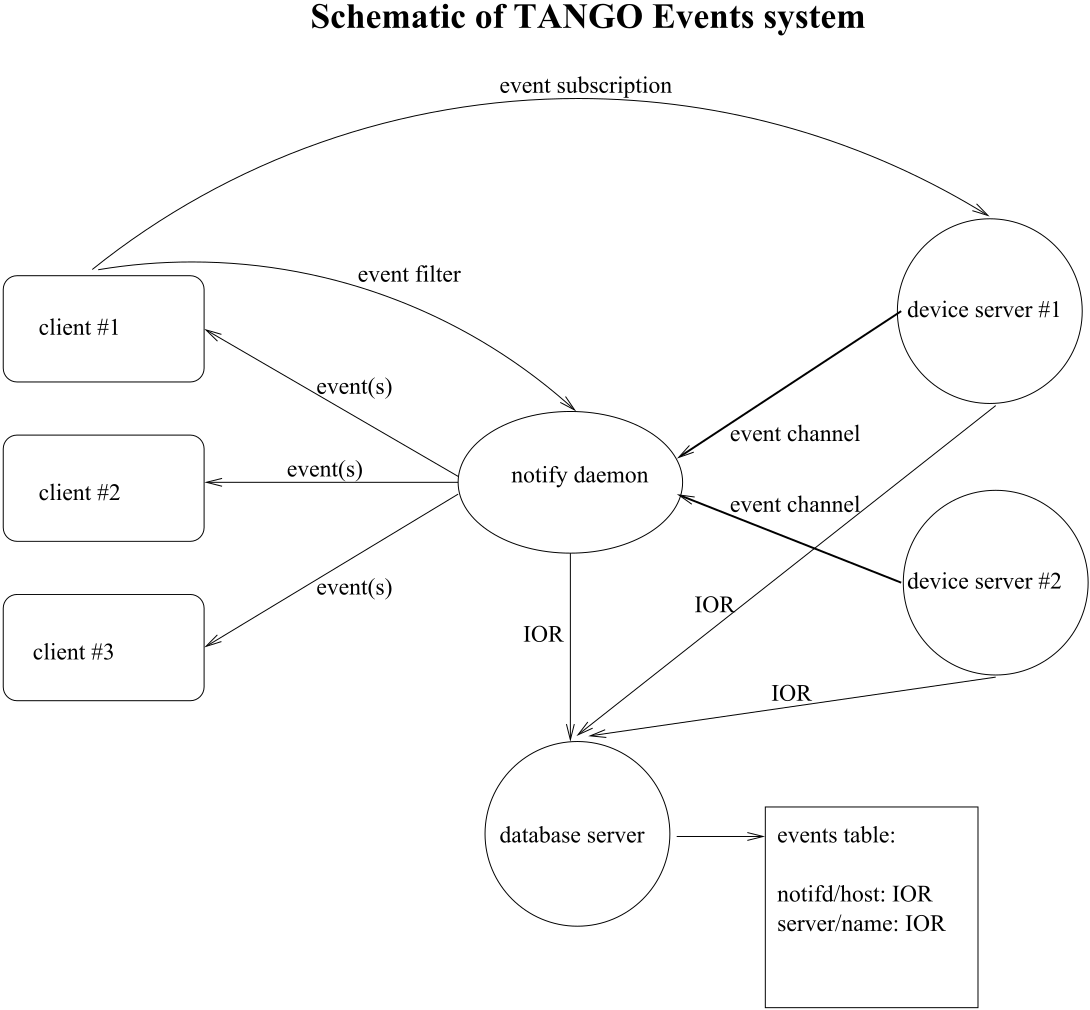 Schematic of TANGO Events system
event subscription
event filter
client #1
device server #1
event(s)
event channel
event(s)
notify daemon
client #2
event channel
device server #2
event(s)
IOR
IOR
client #3
IOR
database server
events table:
notifd/host: IOR
server/name: IOR